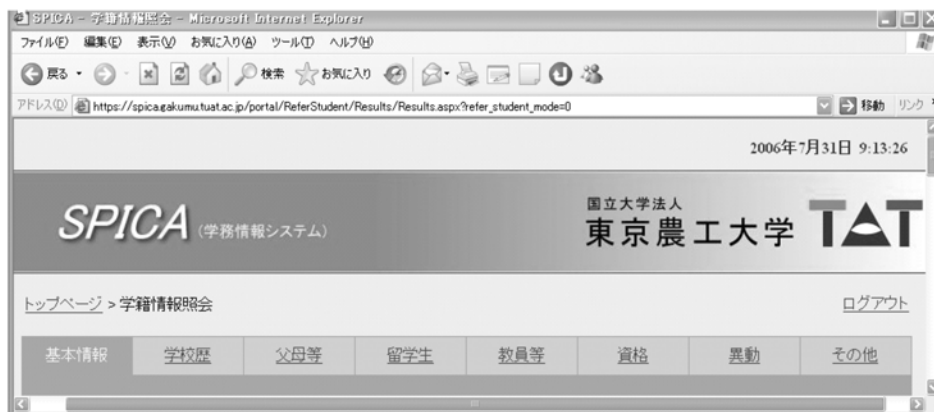 SPICA - 学籍情報照会 - Microsoft Internet Explorer
ファイル(F) 編集(E) 表示(V) お気に入り(A) ツール(T) ヘルプ(H)
戻る 検索 お気に入り
アドレス(D) https://spica.gakumu.tuat.ac.jp/portal/ReferStudent/Results/Results.aspx?refer_student_mode=0 移動 リンク
2006年7月31日 9:13:26
国立大学法人
SPICA (学務情報システム) 東京農工大学 TAT
トップページ > 学籍情報照会 ログアウト
基本情報 学校歴 父母等 留学生 教員等 資格 異動 その他